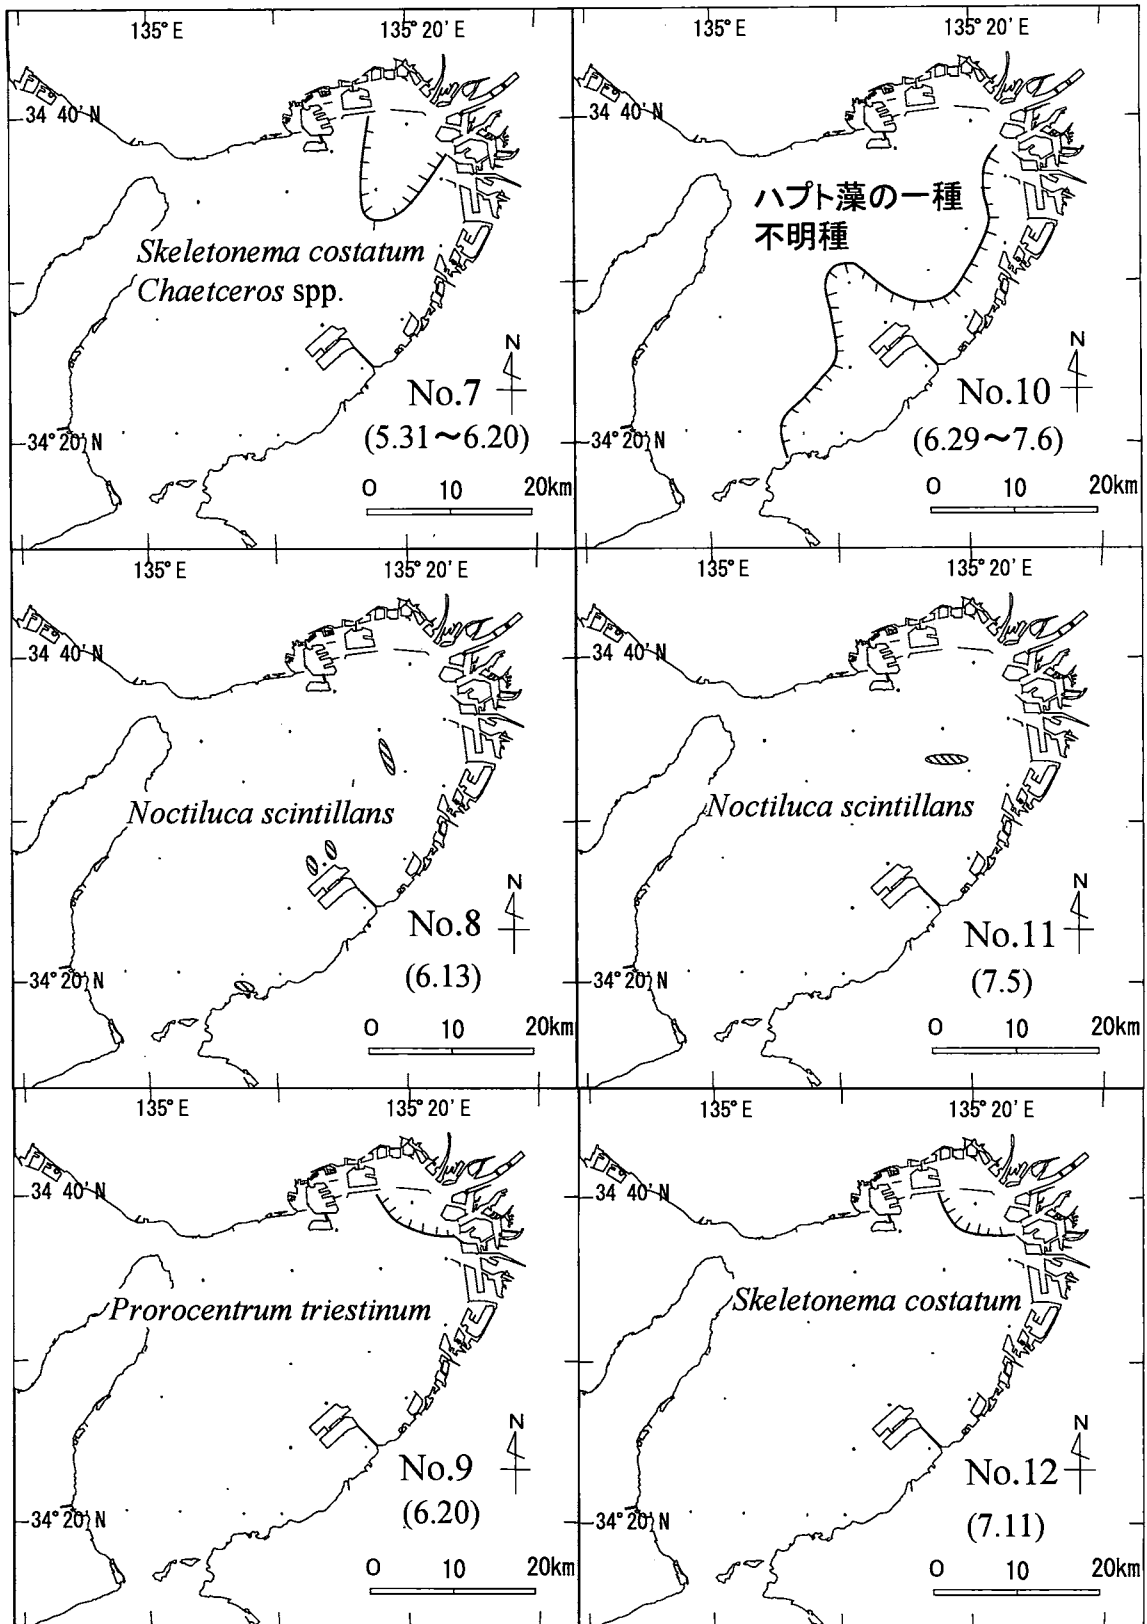 135°E
135°20′E
34 40′N
Skeletonema costatum
Chaetceros spp.
N
No.7
34°20′N
(5.31～6.20)
0 10 20km
135°E
135°20′E
34 40′N
ハプト藻の一種
不明種
N
No.10
34°20′N
(6.29～7.6)
0 10 20km
135°E
135°20′E
34 40′N
Noctiluca scintillans
N
No.8
34°20′N
(6.13)
0 10 20km
135°E
135°20′E
34 40′N
Noctiluca scintillans
N
No.11
34°20′N
(7.5)
0 10 20km
135°E
135°20′E
34 40′N
Prorocentrum triestinum
N
No.9
34°20′N
(6.20)
0 10 20km
135°E
135°20′E
34 40′N
Skeletonema costatum
N
No.12
34°20′N
(7.11)
0 10 20km